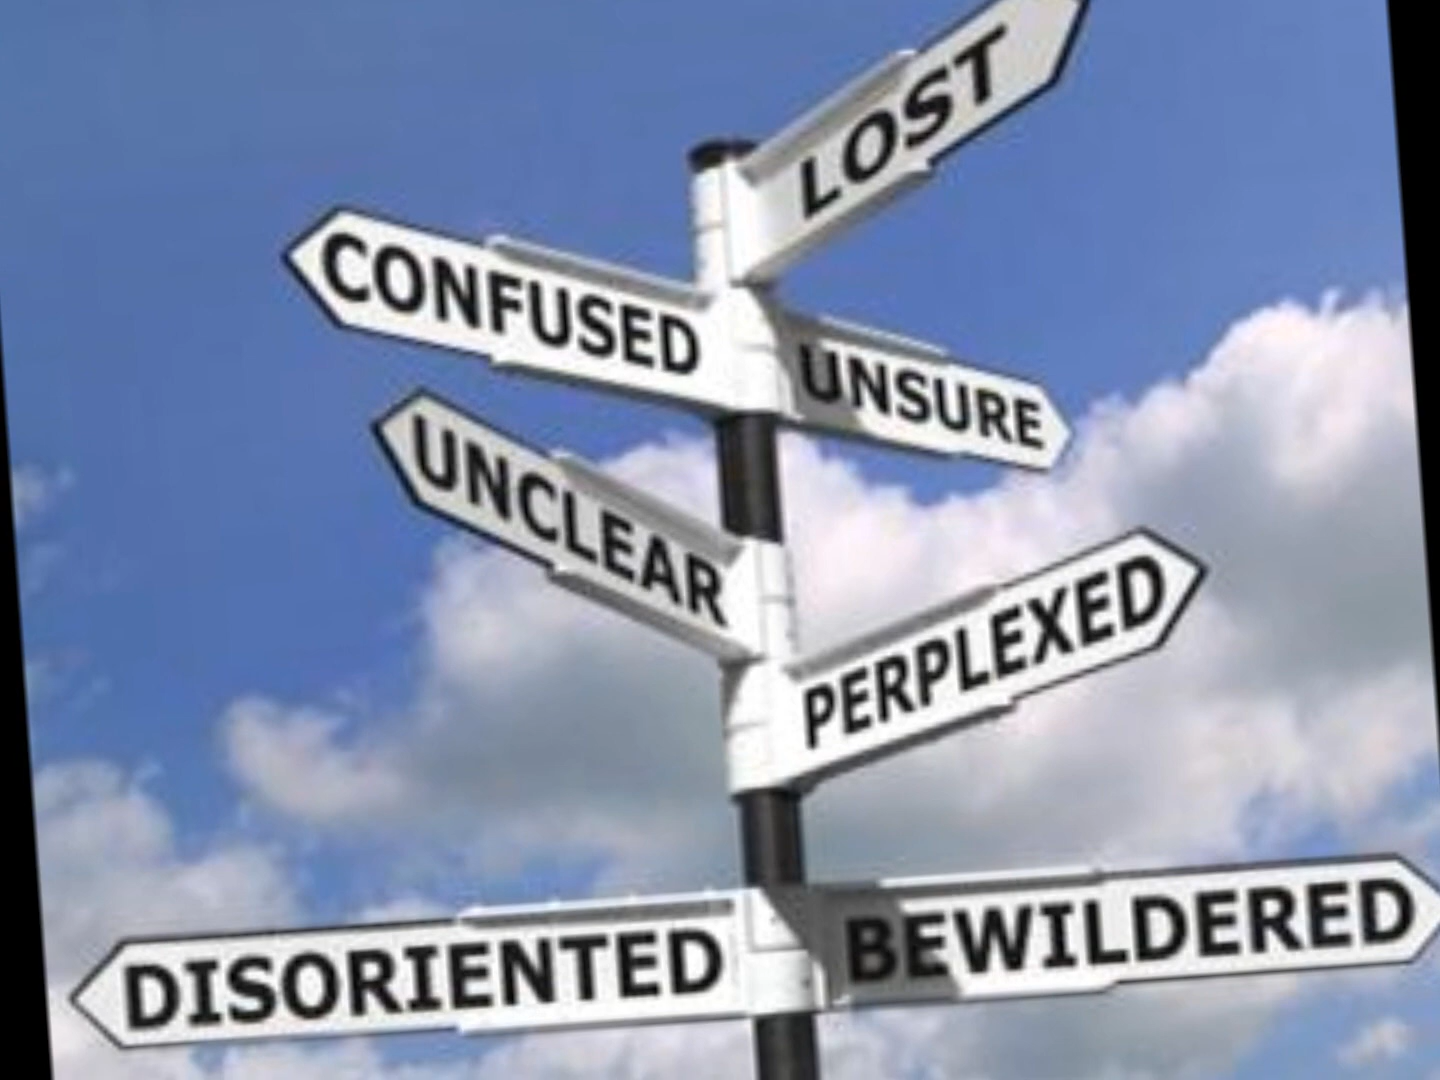 LOST
CONFUSED
UNSURE
UNCLEAR
PERPLEXED
DISORIENTED
BEWILDERED